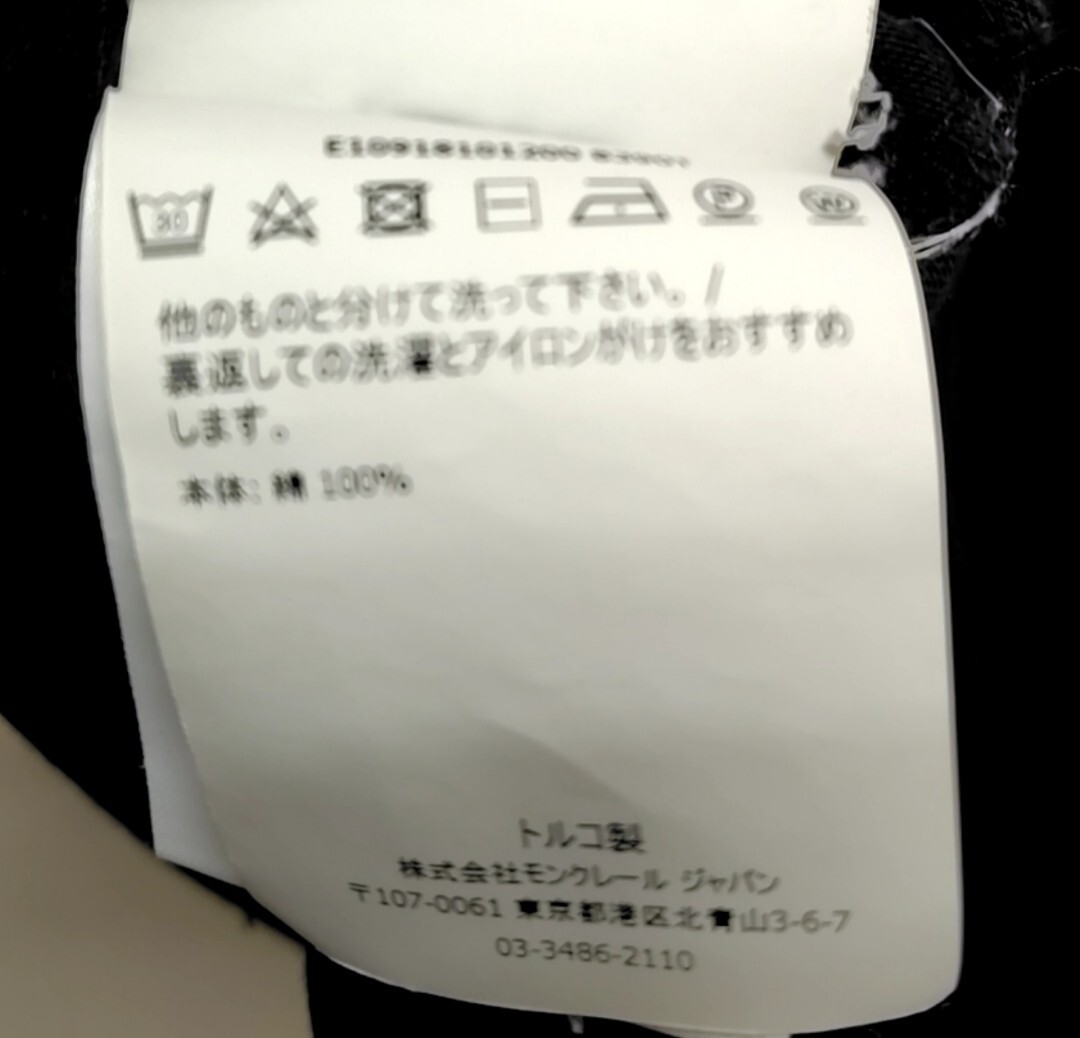 30
P
W
他のものと分けて洗って下さい。/
裏返しての洗濯とアイロンがけをおすすめ
します。
本体: 綿 100%
トルコ製
株式会社モンクレール ジャパン
〒107-0061 東京都港区北青山3-6-7
03-3486-2110